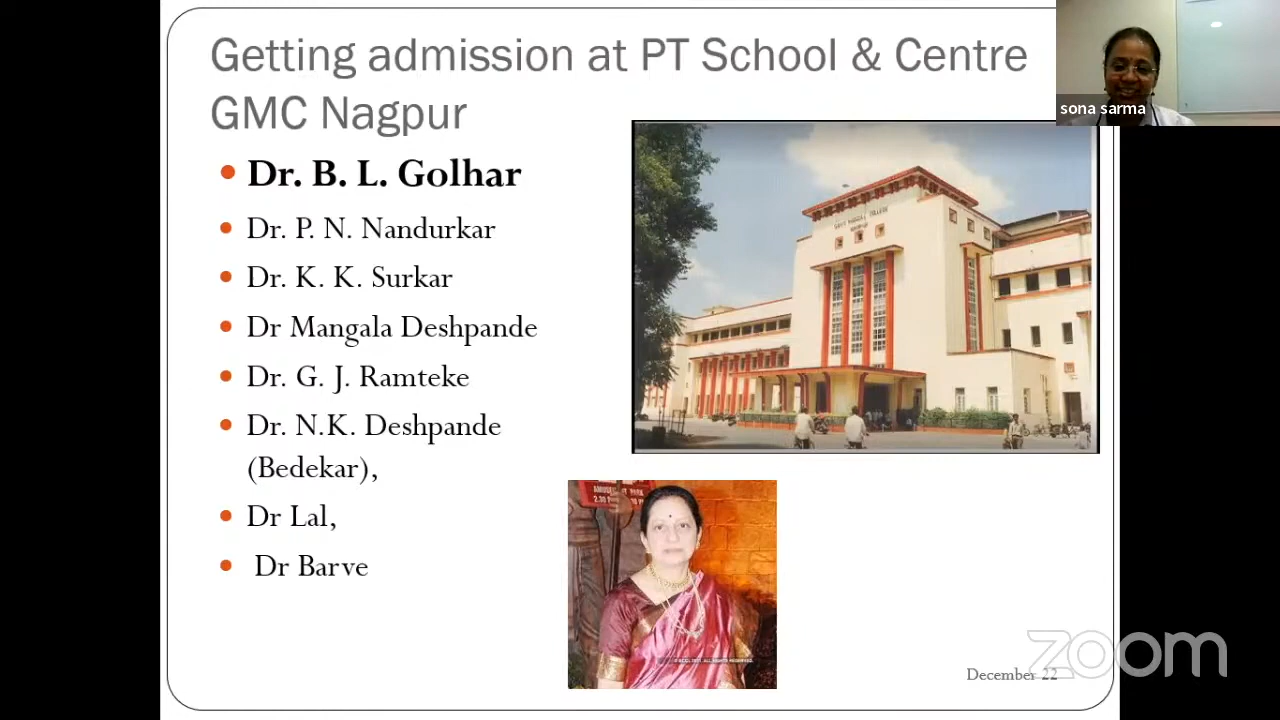 Getting admission at PT School & Centre
GMC Nagpur
sona sarma
• Dr. B. L. Golhar
• Dr. P. N. Nandurkar
• Dr. K. K. Surkar
• Dr Mangala Deshpande
• Dr. G. J. Ramteke
• Dr. N.K. Deshpande
(Bedekar),
• Dr Lal,
• Dr Barve
December 22
zoom